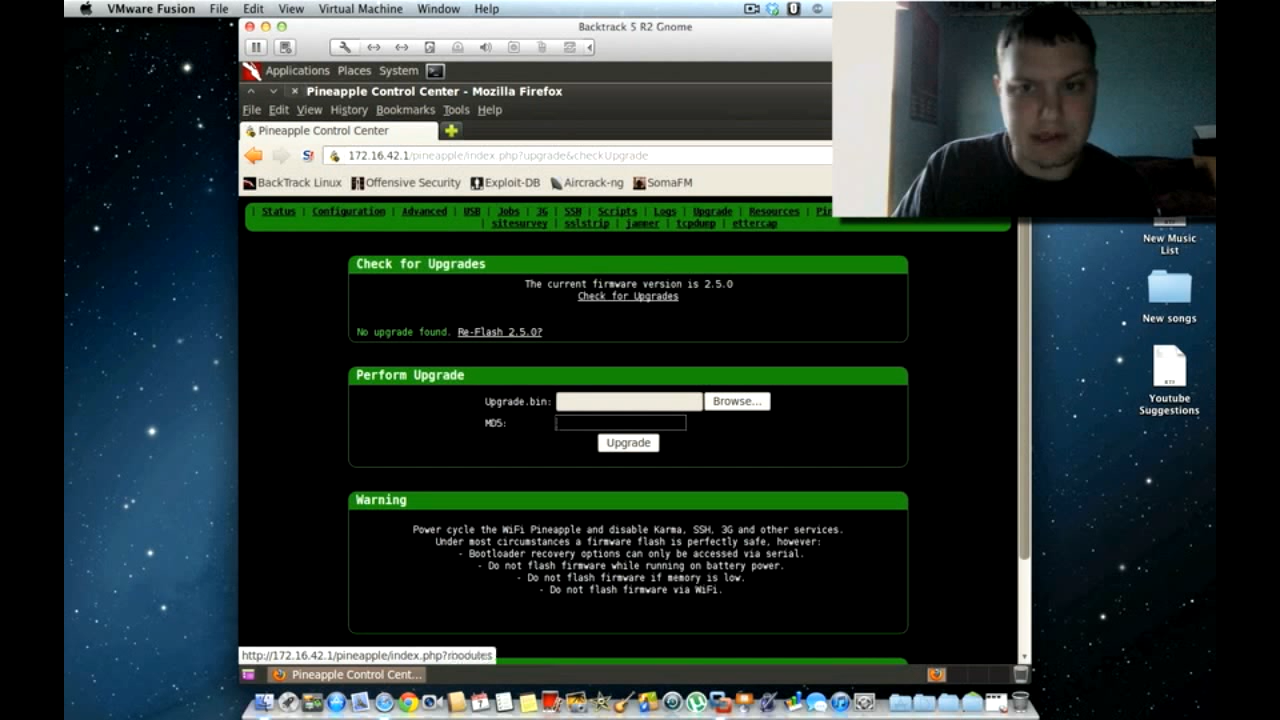 VMware Fusion File Edit View Virtual Machine Window Help
Backtrack 5 R2 Gnome
Applications Places System
Pineapple Control Center - Mozilla Firefox
File Edit View History Bookmarks Tools Help
Pineapple Control Center
172.16.42.1/pineapple/index.php?upgrade&checkUpgrade
BackTrack Linux Offensive Security Exploit-DB Aircrack-ng SomaFM
| Status | Configuration | Advanced | USB | Jobs | 3G | SSH | Scripts | Logs | Upgrade | Resources |
| sitesurvey | sslstrip | jammer | tcpdump | ettercap
Check for Upgrades
The current firmware version is 2.5.0
Check for Upgrades
No upgrade found. Re-Flash 2.5.0?
Perform Upgrade
Upgrade.bin: Browse...
MD5:
Upgrade
Warning
Power cycle the WiFi Pineapple and disable Karma, SSH, 3G and other services.
Under most circumstances a firmware flash is perfectly safe, however:
- Bootloader recovery options can only be accessed via serial.
- Do not flash firmware while running on battery power.
- Do not flash firmware if memory is low.
- Do not flash firmware via WiFi.
http://172.16.42.1/pineapple/index.php?modules
Pineapple Control Cent...
New Music
List
New songs
Youtube
Suggestions